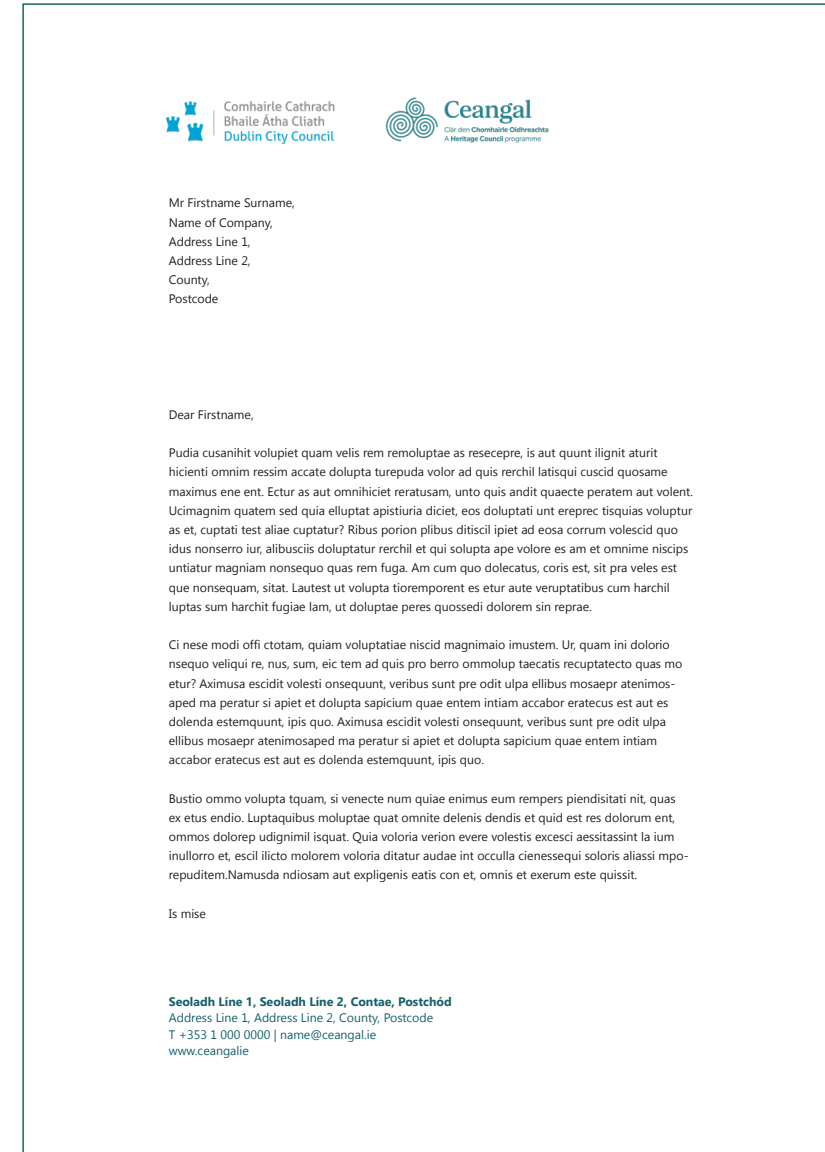 Comhairle Cathrach
Bhaile Átha Cliath
Dublin City Council
Ceangal
Clár den Chomhairle Oidhreachta
A Heritage Council programme
Mr Firstname Surname,
Name of Company,
Address Line 1,
Address Line 2,
County,
Postcode
Dear Firstname,
Pudia cusanihit volupiet quam velis rem remoluptae as resecepre, is aut quunt ilignit aturit
hicienti omnim ressim accate dolupta turepuda volor ad quis rerchil latisqui cuscid quosame
maximus ene ent. Ectur as aut omnihiciet reratusam, unto quis andit quaecte peratem aut volent.
Ucimagnim quatem sed quia elluptat apistiuria diciet, eos doluptati unt ereprec tisquias voluptur
as et, cuptati test aliae cuptatur? Ribus porion plibus ditiscil ipiet ad eosa corrum volescid quo
idus nonserro iur, alibusciis doluptatur rerchil et qui solupta ape volore es am et omnime niscips
untiatur magniam nonsequo quas rem fuga. Am cum quo dolecatus, coris est, sit pra veles est
que nonsequam, sitat. Lautest ut volupta tioremporent es etur aute veruptatibus cum harchil
luptas sum harchit fugiae lam, ut doluptae peres quossedi dolorem sin reprae.
Ci nese modi offi ctotam, quiam voluptatiae niscid magnimaio imustem. Ur, quam ini dolorio
nsequo veliqui re, nus, sum, eic tem ad quis pro berro ommolup taecatis recuptatecto quas mo
etur? Aximusa escidit volesti onsequnt, veribus sunt pre odit ulpa ellibus mosaepr atenimos-
aped ma peratur si apiet et dolupta sapicium quae entem intiam accabor eratecus est aut es
dolenda estemquunt, ipis quo. Aximusa escidit volesti onsequnt, veribus sunt pre odit ulpa
ellibus mosaepr atenimosaped ma peratur si apiet et dolupta sapicium quae entem intiam
accabor eratecus est aut es dolenda estemquunt, ipis quo.
Bustio ommo volupta tquam, si venecte num quiae enimus eum rempers piendisitati nit, quas
ex etus endio. Luptaquibus moluptae quat omnite delenis dendis et quid est res dolorum ent,
ommos dolorep udignimil isquat. Quia voloria verion evere volestis excesci aessitassint la ium
inullorro et, escil ilicto molorem voloria ditatur audae int occulla cienessequi soloris aliassi mpo-
repuditem.Namusda ndiosam aut expligenis eatis con et, omnis et exerum este quissit.
Is mise
Seoladh Líne 1, Seoladh Líne 2, Contae, Postchód
Address Line 1, Address Line 2, County, Postcode
T +353 1 000 0000 | name@ceangal.ie
www.ceangalie